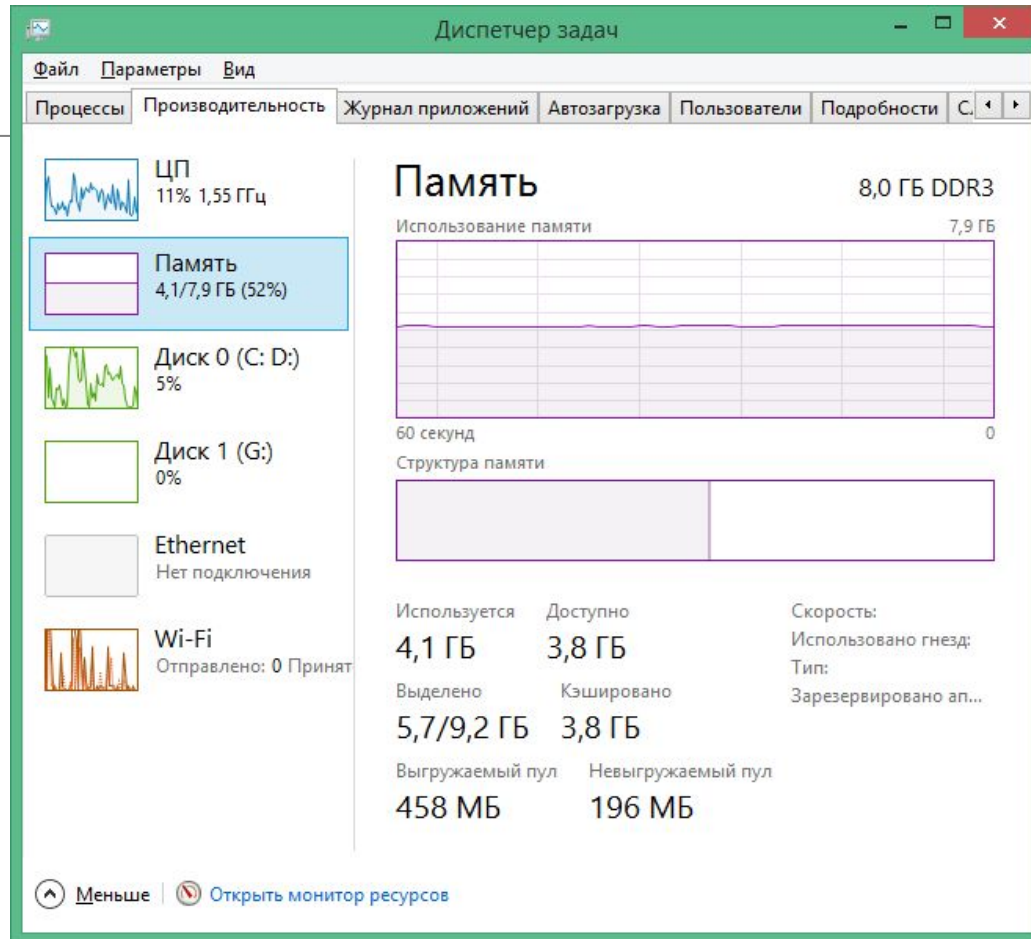 Диспетчер задач
Файл Параметры Вид
Процессы Производительность Журнал приложений Автозагрузка Пользователи Подробности С.
ЦП
11% 1,55 ГГц
Память
4,1/7,9 ГБ (52%)
Диск 0 (C: D:)
5%
Диск 1 (G:)
0%
Ethernet
Нет подключения
Wi-Fi
Отправлено: 0 Принят
Память 8,0 ГБ DDR3
Использование памяти 7,9 ГБ
60 секунд 0
Структура памяти
Используется Доступно
4,1 ГБ 3,8 ГБ
Выделено Кэшировано
5,7/9,2 ГБ 3,8 ГБ
Выгружаемый пул Невыгружаемый пул
458 МБ 196 МБ
Скорость:
Использовано гнезд:
Тип:
Зарезервировано ап...
Меньше Открыть монитор ресурсов